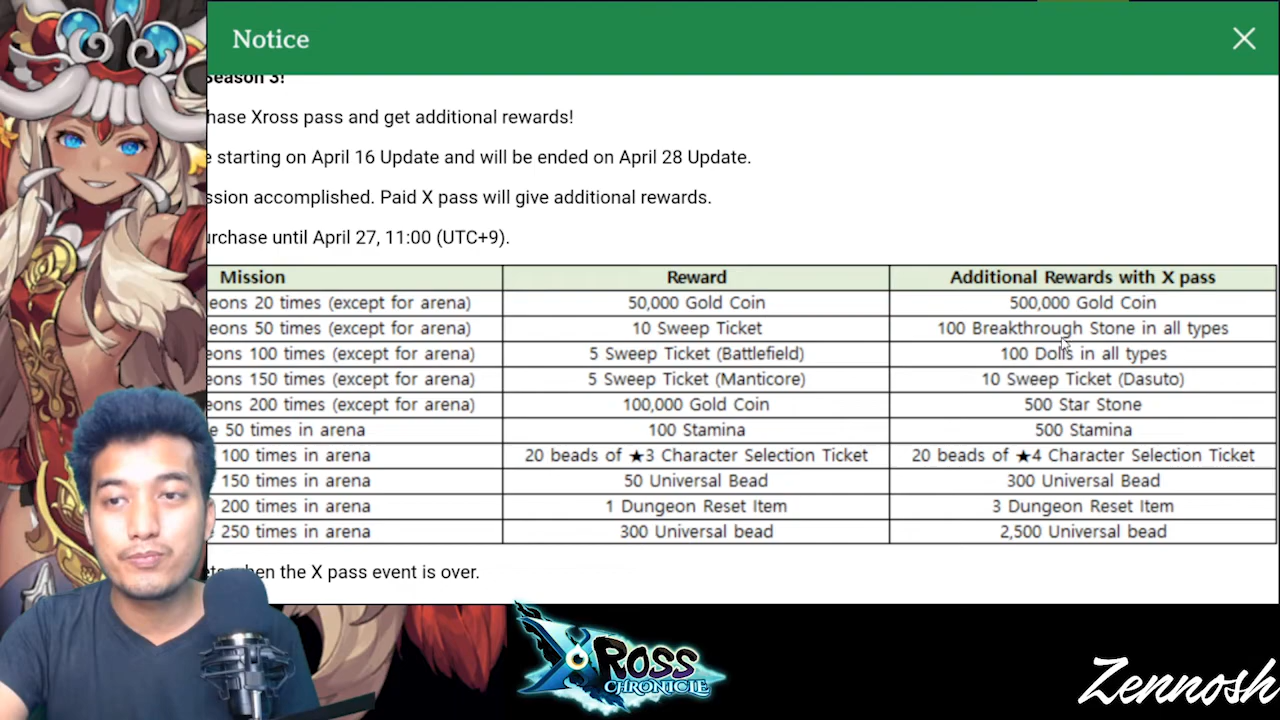 Notice
Season 3!
hase Xross pass and get additional rewards!
starting on April 16 Update and will be ended on April 28 Update.
ssion accomplished. Paid X pass will give additional rewards.
urchase until April 27, 11:00 (UTC+9).
Mission Reward Additional Rewards with X pass
eons 20 times (except for arena) 50,000 Gold Coin 500,000 Gold Coin
eons 50 times (except for arena) 10 Sweep Ticket 100 Breakthrough Stone in all types
eons 100 times (except for arena) 5 Sweep Ticket (Battlefield) 100 Dolls in all types
eons 150 times (except for arena) 5 Sweep Ticket (Manticore) 10 Sweep Ticket (Dasuto)
eons 200 times (except for arena) 100,000 Gold Coin 500 Star Stone
e 50 times in arena 100 Stamina 500 Stamina
100 times in arena 20 beads of ★3 Character Selection Ticket 20 beads of ★4 Character Selection Ticket
150 times in arena 50 Universal Bead 300 Universal Bead
200 times in arena 1 Dungeon Reset Item 3 Dungeon Reset Item
250 times in arena 300 Universal bead 2,500 Universal bead
the X pass event is over.
XROSS
CHRONICLE
Zennosh